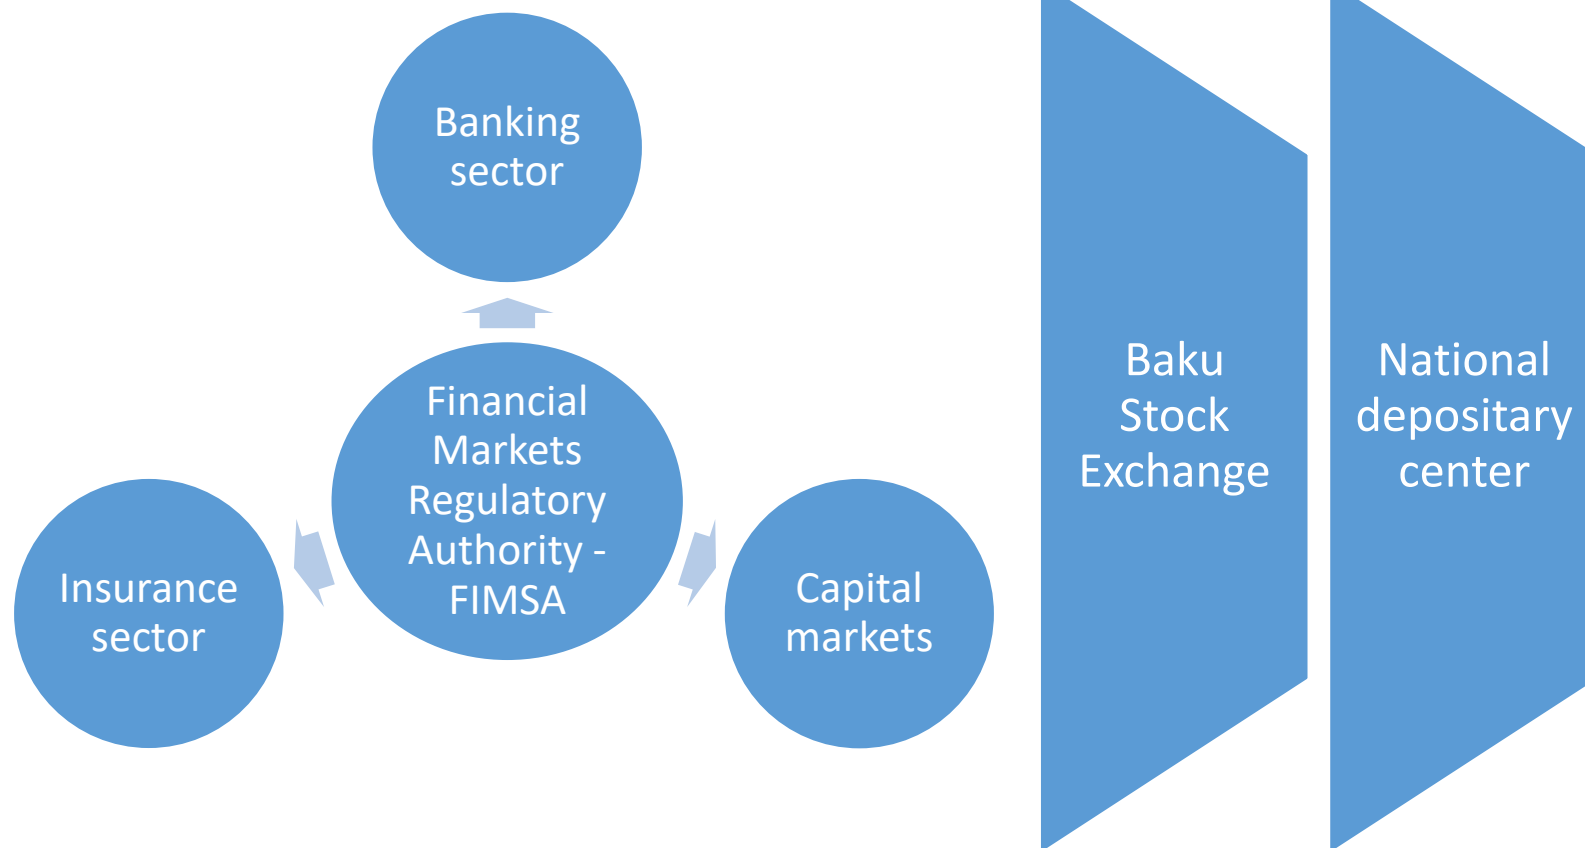 Banking
sector
Financial
Markets
Regulatory
Authority -
FIMSA
Insurance
sector
Capital
markets
Baku
Stock
Exchange
National
depositary
center